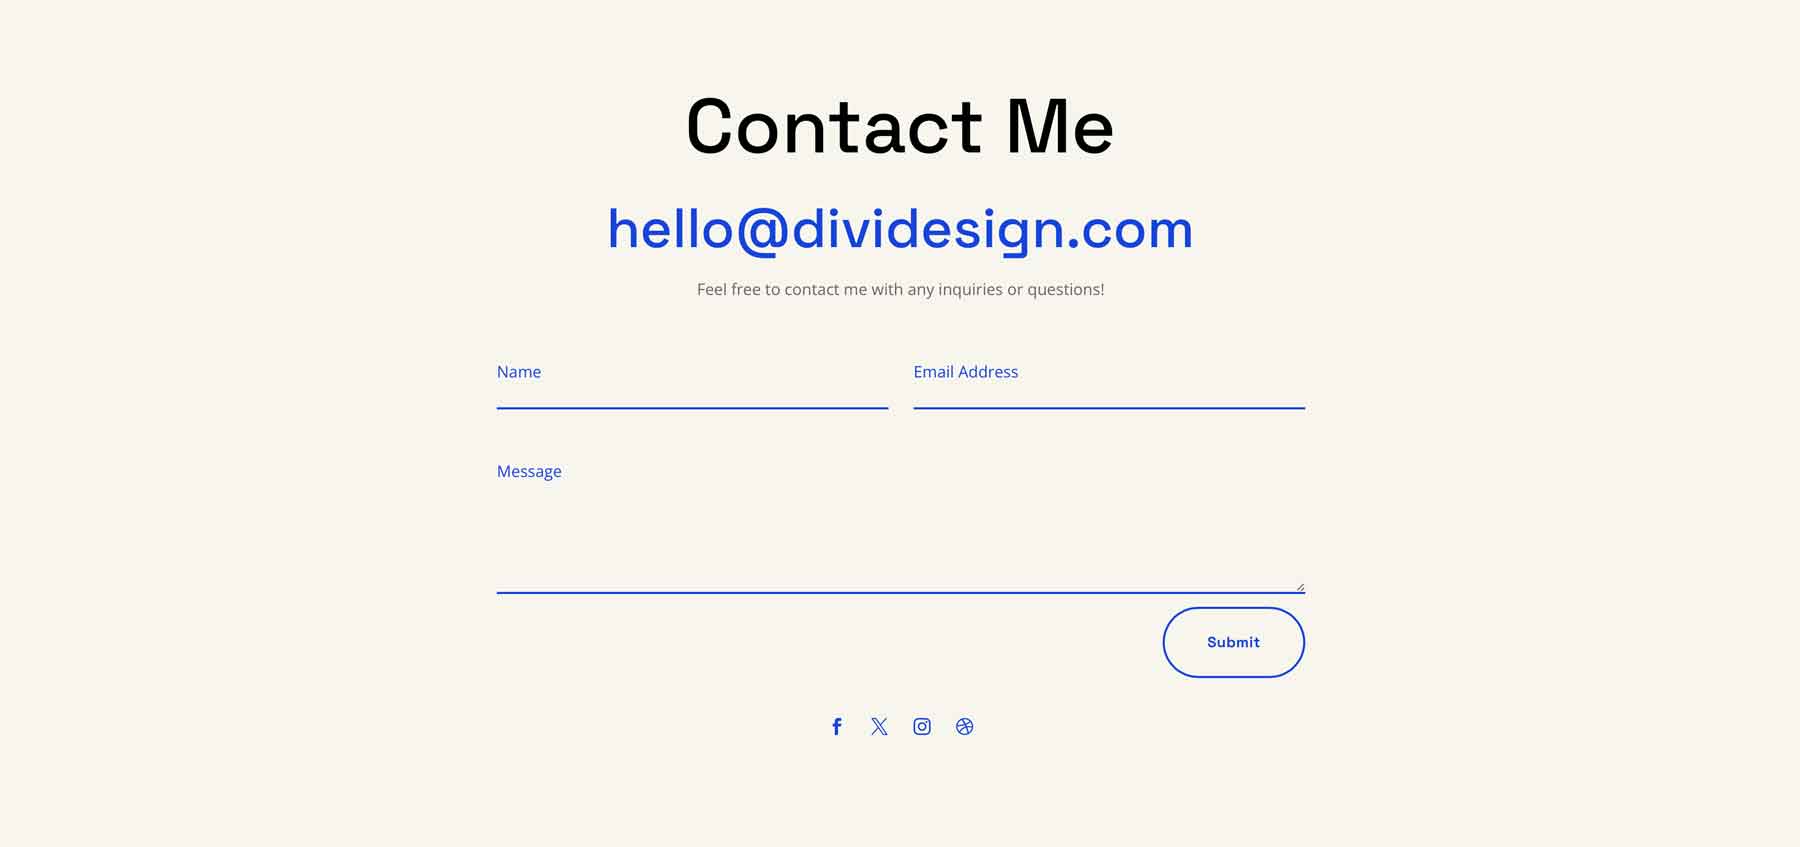 Contact Me
hello@dividesign.com
Feel free to contact me with any inquiries or questions!
Name
Email Address
Message
Submit